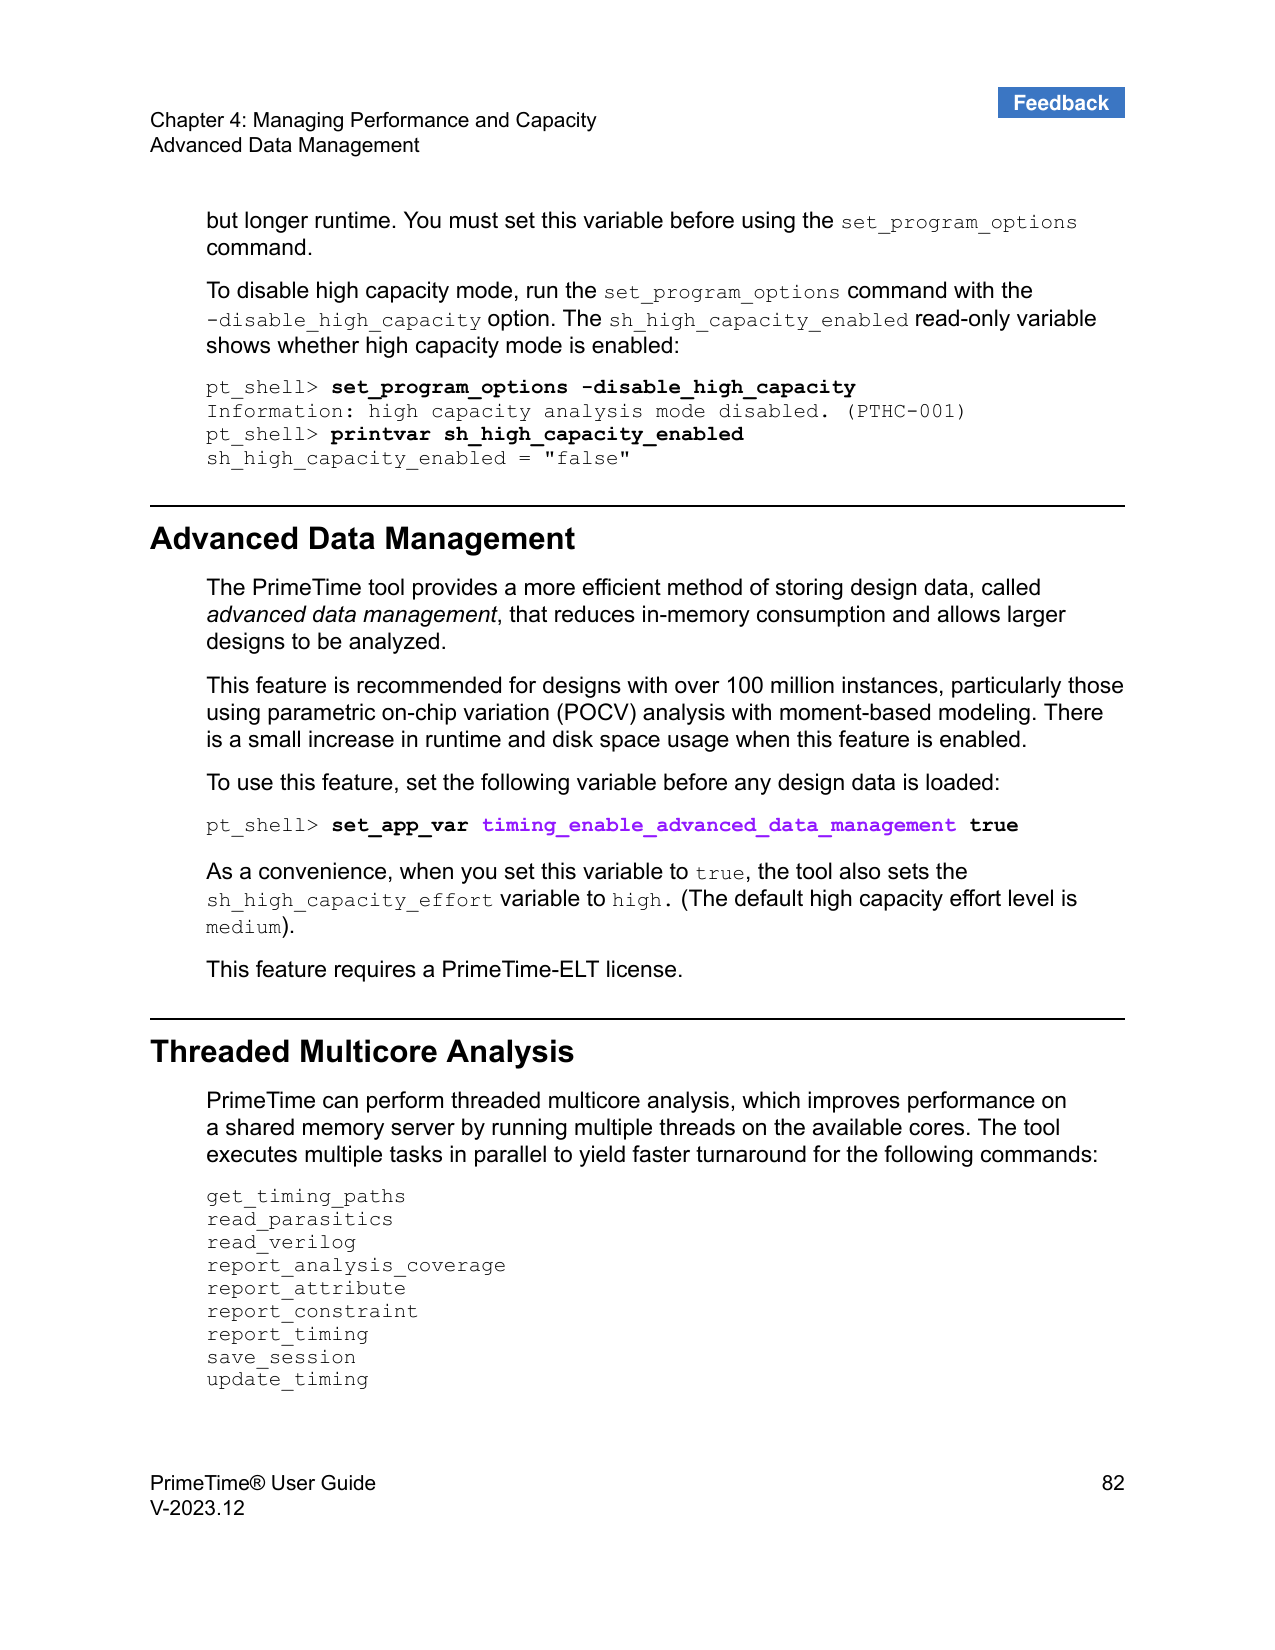 Feedback
Chapter 4: Managing Performance and Capacity
Advanced Data Management
but longer runtime. You must set this variable before using the set_program_options
command.
To disable high capacity mode, run the set_program_options command with the
-disable_high_capacity option. The sh_high_capacity_enabled read-only variable
shows whether high capacity mode is enabled:
pt_shell> set_program_options -disable_high_capacity
Information: high capacity analysis mode disabled. (PTHC-001)
pt_shell> printvar sh_high_capacity_enabled
sh_high_capacity_enabled = "false"
Advanced Data Management
The PrimeTime tool provides a more efficient method of storing design data, called
advanced data management, that reduces in-memory consumption and allows larger
designs to be analyzed.
This feature is recommended for designs with over 100 million instances, particularly those
using parametric on-chip variation (POCV) analysis with moment-based modeling. There
is a small increase in runtime and disk space usage when this feature is enabled.
To use this feature, set the following variable before any design data is loaded:
pt_shell> set_app_var timing_enable_advanced_data_management true
As a convenience, when you set this variable to true, the tool also sets the
sh_high_capacity_effort variable to high. (The default high capacity effort level is
medium).
This feature requires a PrimeTime-ELT license.
Threaded Multicore Analysis
PrimeTime can perform threaded multicore analysis, which improves performance on
a shared memory server by running multiple threads on the available cores. The tool
executes multiple tasks in parallel to yield faster turnaround for the following commands:
get_timing_paths
read_parasitics
read_verilog
report_analysis_coverage
report_attribute
report_constraint
report_timing
save_session
update_timing
PrimeTime® User Guide 82
V-2023.12